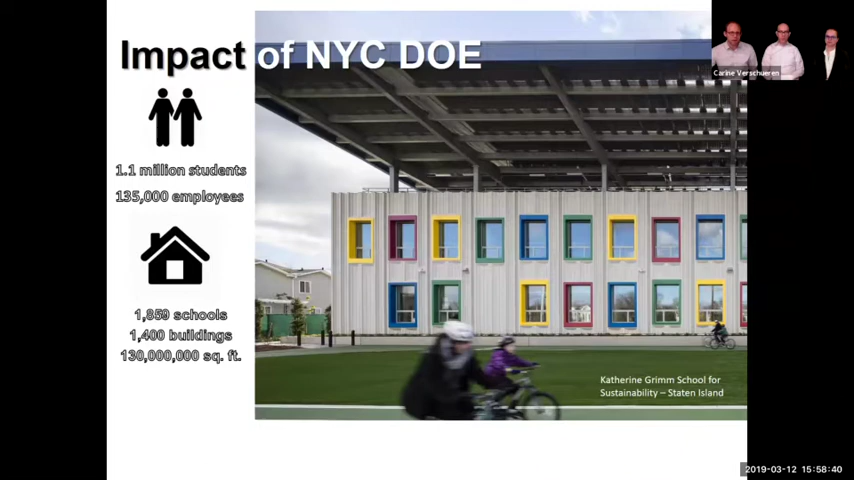 Impact of NYC DOE
1.1 million students
135,000 employees
1,859 schools
1,400 buildings
130,000,000 sq. ft.
Katherine Grimm School for
Sustainability – Staten Island
Carine Verschueren
2019-03-12 15:58:40